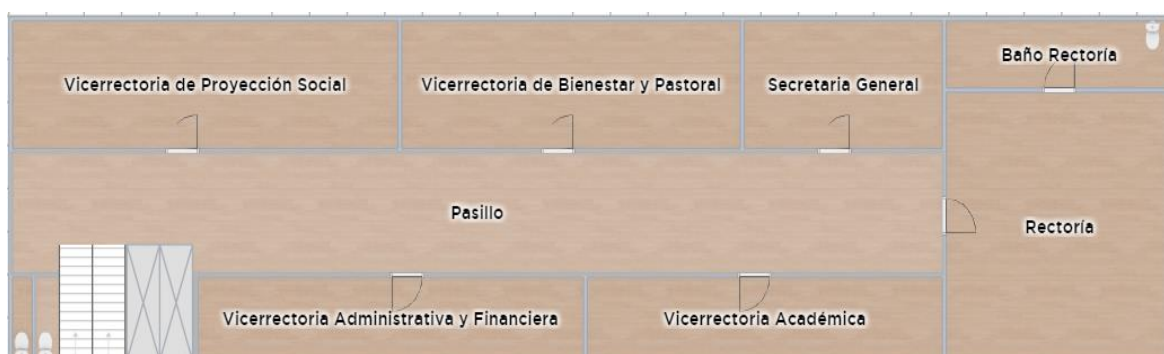 Vicerrectoria de Proyección Social
Vicerrectoria de Bienestar y Pastoral
Secretaria General
Baño Rectoría
Pasillo
Rectoría
Vicerrectoria Administrativa y Financiera
Vicerrectoria Académica